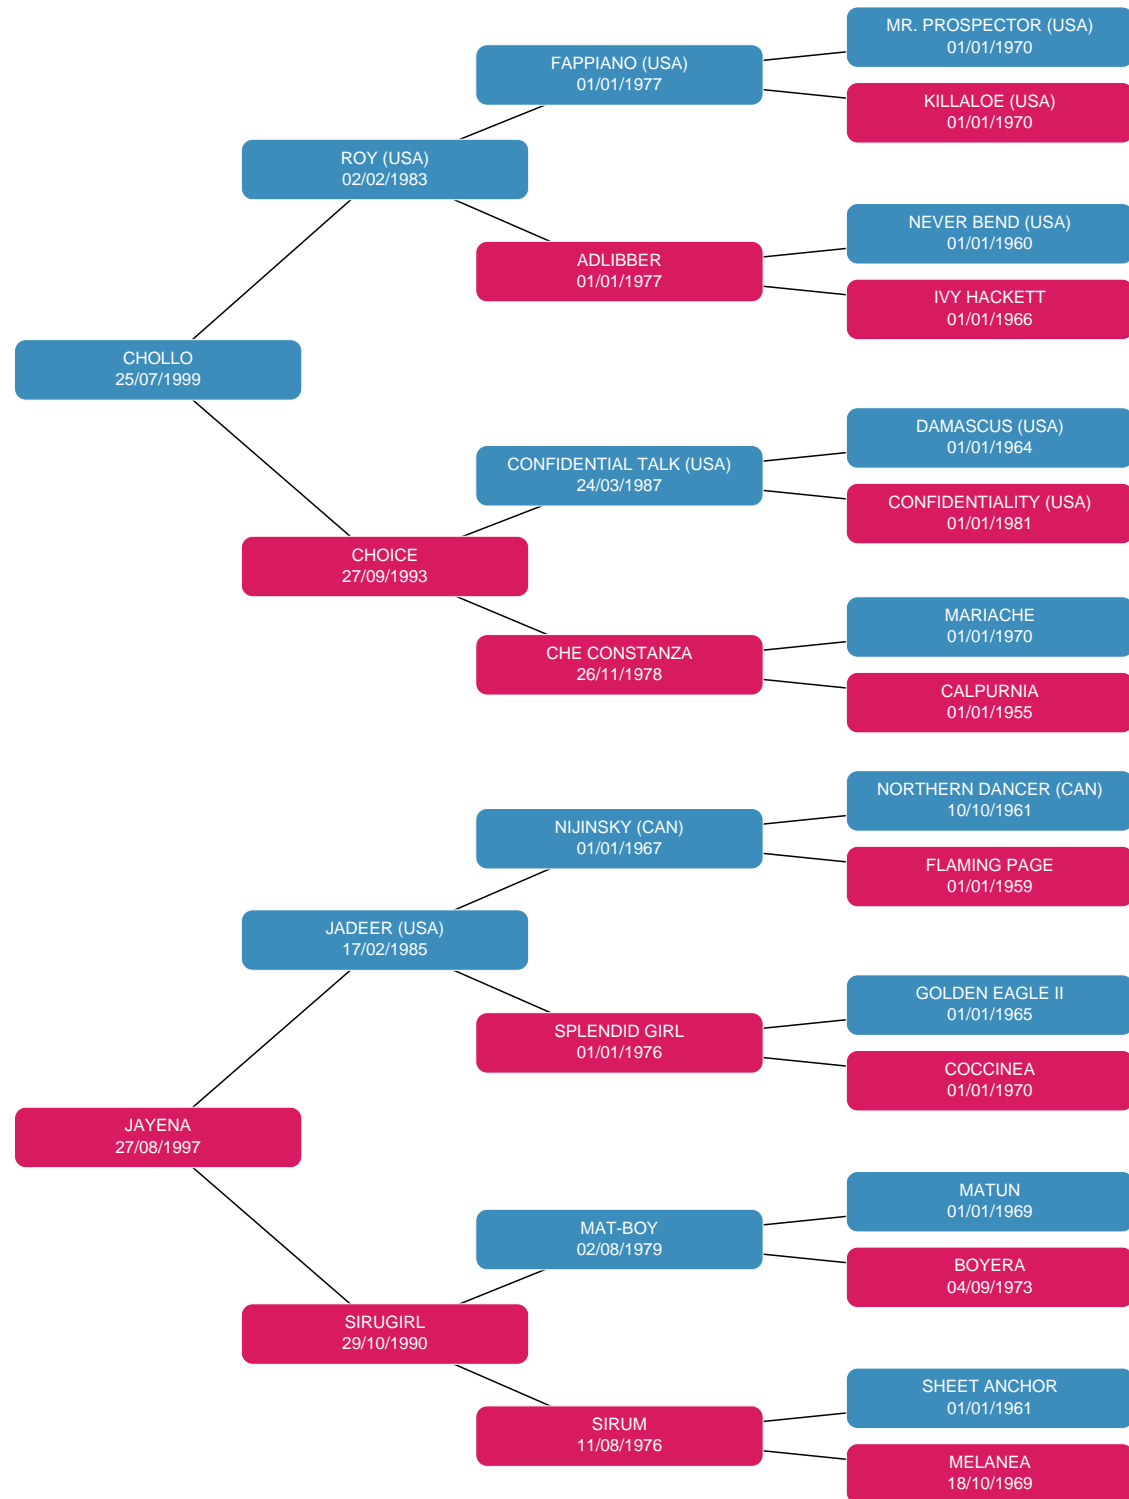 MR. PROSPECTOR (USA)
01/01/1970
FAPPIANO (USA)
01/01/1977
KILLALOE (USA)
01/01/1970
ROY (USA)
02/02/1983
NEVER BEND (USA)
01/01/1960
ADLIBBER
01/01/1977
IVY HACKETT
01/01/1966
CHOLLO
25/07/1999
DAMASCUS (USA)
01/01/1964
CONFIDENTIAL TALK (USA)
24/03/1987
CONFIDENTIALITY (USA)
01/01/1981
CHOICE
27/09/1993
MARIACHE
01/01/1970
CHE CONSTANZA
26/11/1978
CALPURNIA
01/01/1955
NORTHERN DANCER (CAN)
10/10/1961
NIJINSKY (CAN)
01/01/1967
FLAMING PAGE
01/01/1959
JADEER (USA)
17/02/1985
GOLDEN EAGLE II
01/01/1965
SPLENDID GIRL
01/01/1976
COCCINEA
01/01/1970
JAYENA
27/08/1997
MATUN
01/01/1969
MAT-BOY
02/08/1979
BOYERA
04/09/1973
SIRUGIRL
29/10/1990
SHEET ANCHOR
01/01/1961
SIRUM
11/08/1976
MELANEA
18/10/1969